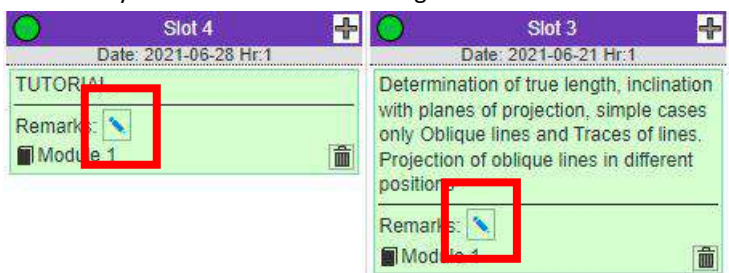 Slot 4
Date: 2021-06-28 Hr:1
TUTORIAL
Remarks:
Module 1
Slot 3
Date: 2021-06-21 Hr:1
Determination of true length, inclination
with planes of projection, simple cases
only Oblique lines and Traces of lines.
Projection of oblique lines in different
positions
Remarks:
Module 1